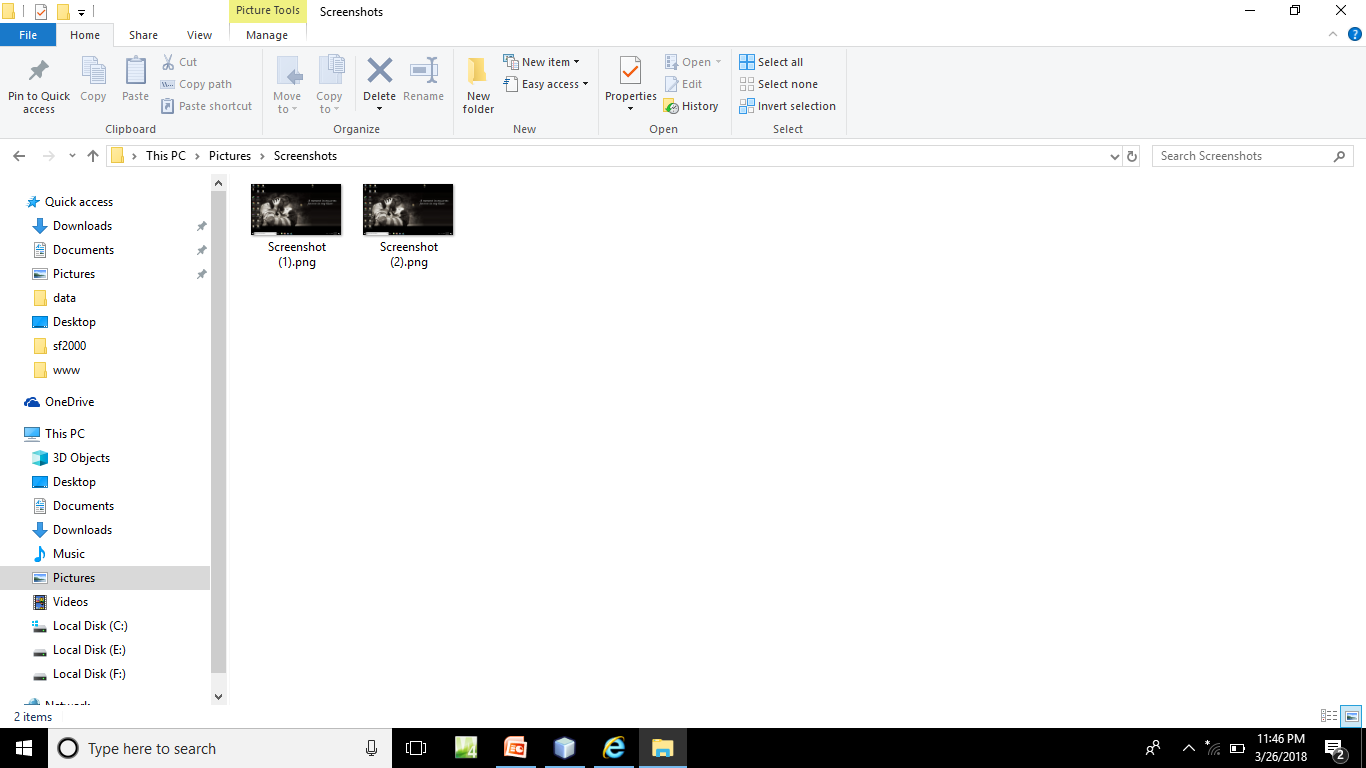 Picture Tools
Screenshots
File
Home
Share
View
Manage
Pin to Quick
access
Copy
Paste
Cut
Copy path
Paste shortcut
Clipboard
Move
to
Copy
to
Delete
Rename
Organize
New
folder
New item
Easy access
New
Properties
Open
Edit
History
Open
Select all
Select none
Invert selection
Select
This PC
Pictures
Screenshots
Search Screenshots
Quick access
Downloads
Documents
Pictures
data
Desktop
sf2000
www
OneDrive
This PC
3D Objects
Desktop
Documents
Downloads
Music
Pictures
Videos
Local Disk (C:)
Local Disk (E:)
Local Disk (F:)
Network
Screenshot
(1).png
Screenshot
(2).png
2 items
Type here to search
11:46 PM
3/26/2018
2